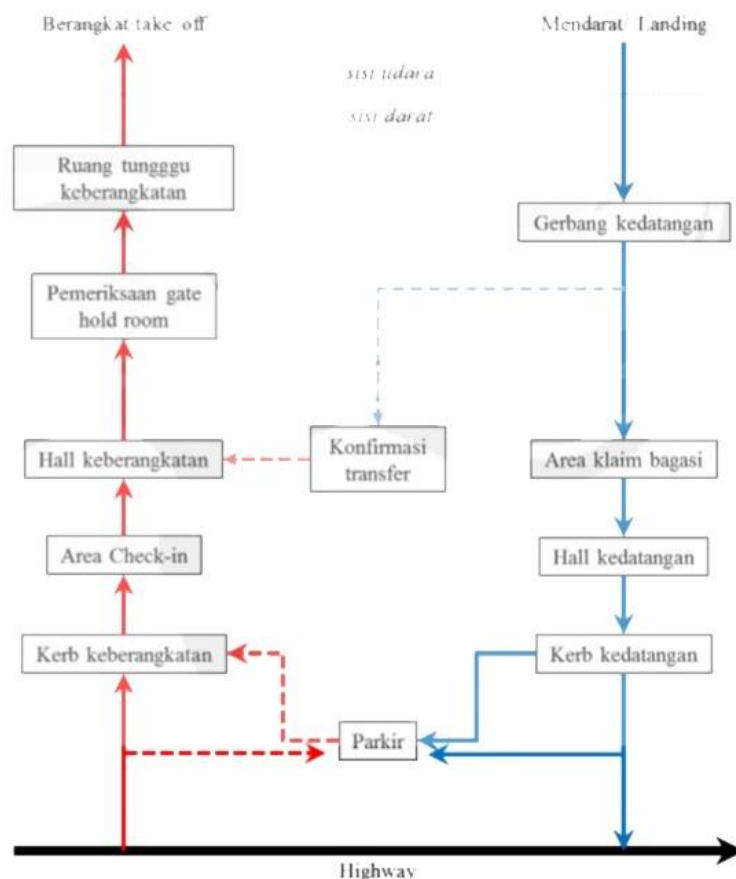 Berangkat take off
Mendarat/ Landing
sisi udara
sisi darat
Ruang tungggu
keberangkatan
Gerbang kedatangan
Pemeriksaan gate
hold room
Hall keberangkatan
Konfirmasi
transfer
Area klaim bagasi
Area Check-in
Hall kedatangan
Kerb keberangkatan
Kerb kedatangan
Parkir
Highway